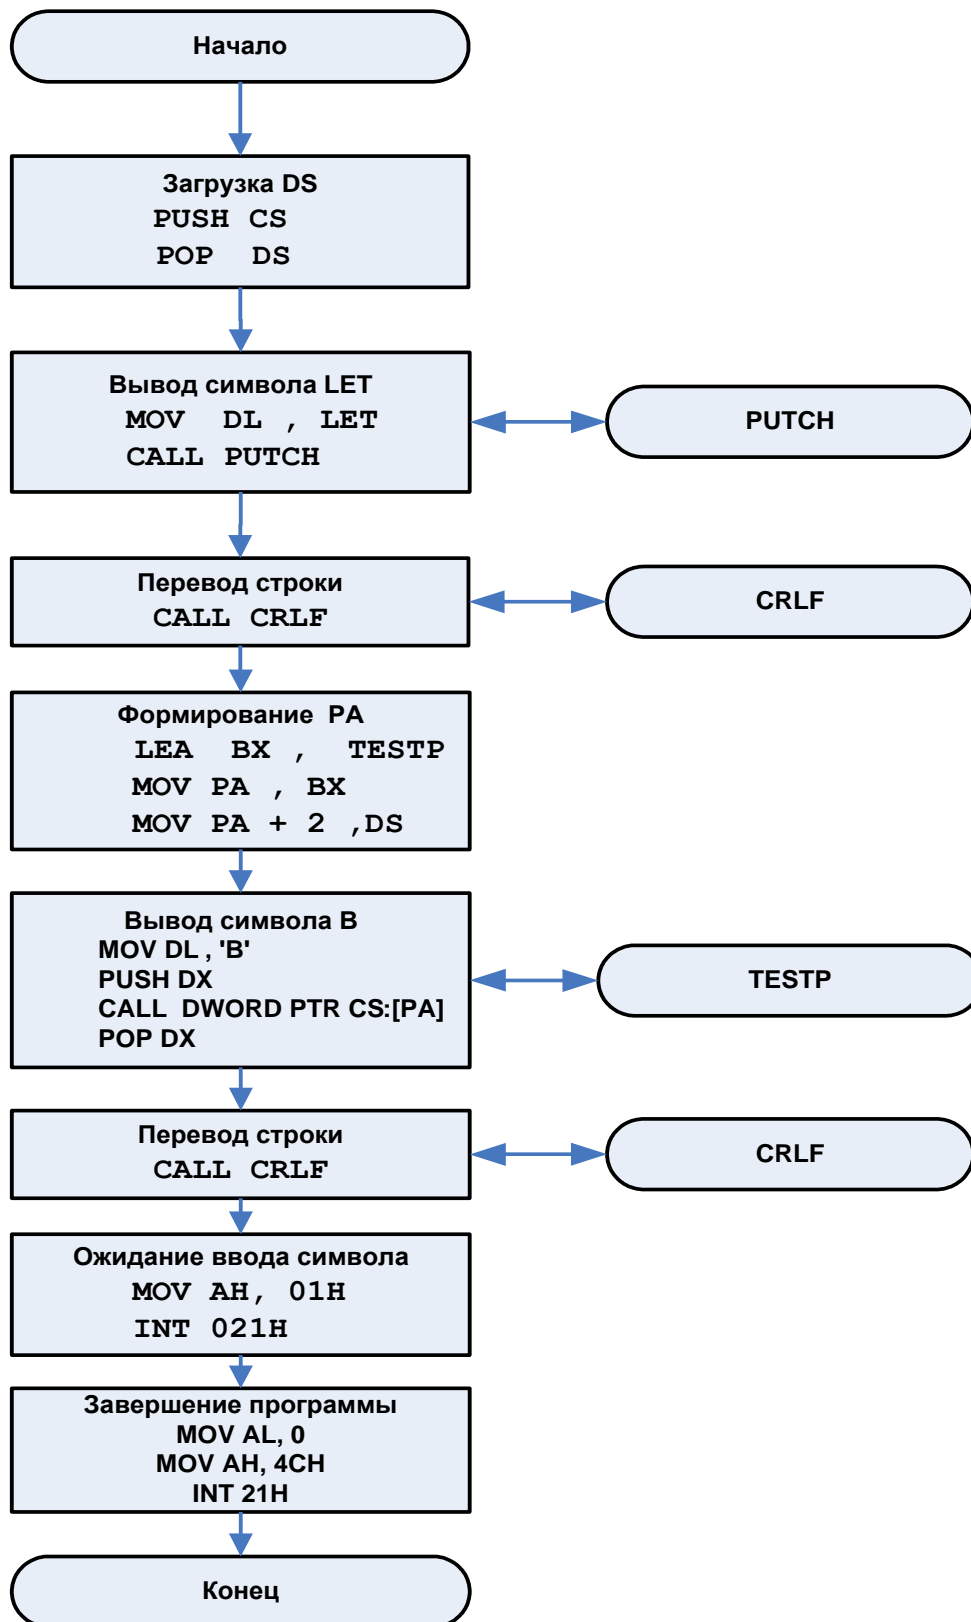 Начало
Загрузка DS
PUSH CS
POP DS
Вывод символа LET
MOV DL , LET
CALL PUTCH
PUTCH
Перевод строки
CALL CRLF
CRLF
Формирование PA
LEA BX , TESTP
MOV PA , BX
MOV PA + 2 ,DS
Вывод символа B
MOV DL , 'B'
PUSH DX
CALL DWORD PTR CS:[PA]
POP DX
TESTP
Перевод строки
CALL CRLF
CRLF
Ожидание ввода символа
MOV AH, 01H
INT 021H
Завершение программы
MOV AL, 0
MOV AH, 4CH
INT 21H
Конец